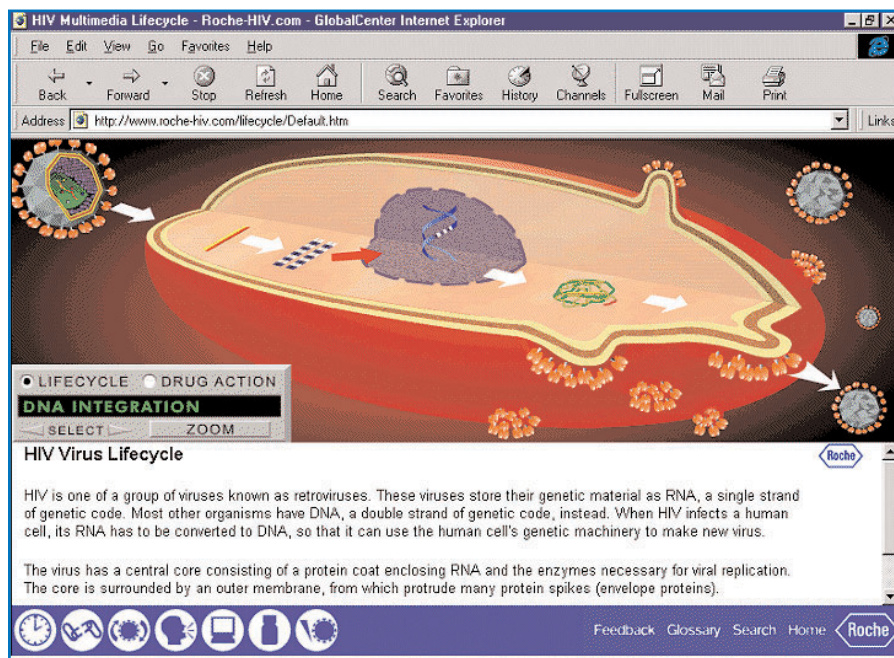 HIV Multimedia Lifecycle - Roche-HIV.com - GlobalCenter Internet Explorer
File Edit View Go Favorites Help
Back Forward Stop Refresh Home Search Favorites History Channels Fullscreen Mail Print
Address http://www.roche-hiv.com/lifecycle/Default.htm Links
LIFECYCLE DRUG ACTION
DNA INTEGRATION
SELECT ZOOM
HIV Virus Lifecycle
Roche
HIV is one of a group of viruses known as retroviruses. These viruses store their genetic material as RNA, a single strand
of genetic code. Most other organisms have DNA, a double strand of genetic code, instead. When HIV infects a human
cell, its RNA has to be converted to DNA, so that it can use the human cell's genetic machinery to make new virus.
The virus has a central core consisting of a protein coat enclosing RNA and the enzymes necessary for viral replication.
The core is surrounded by an outer membrane, from which protrude many protein spikes (envelope proteins).
Feedback Glossary Search Home Roche